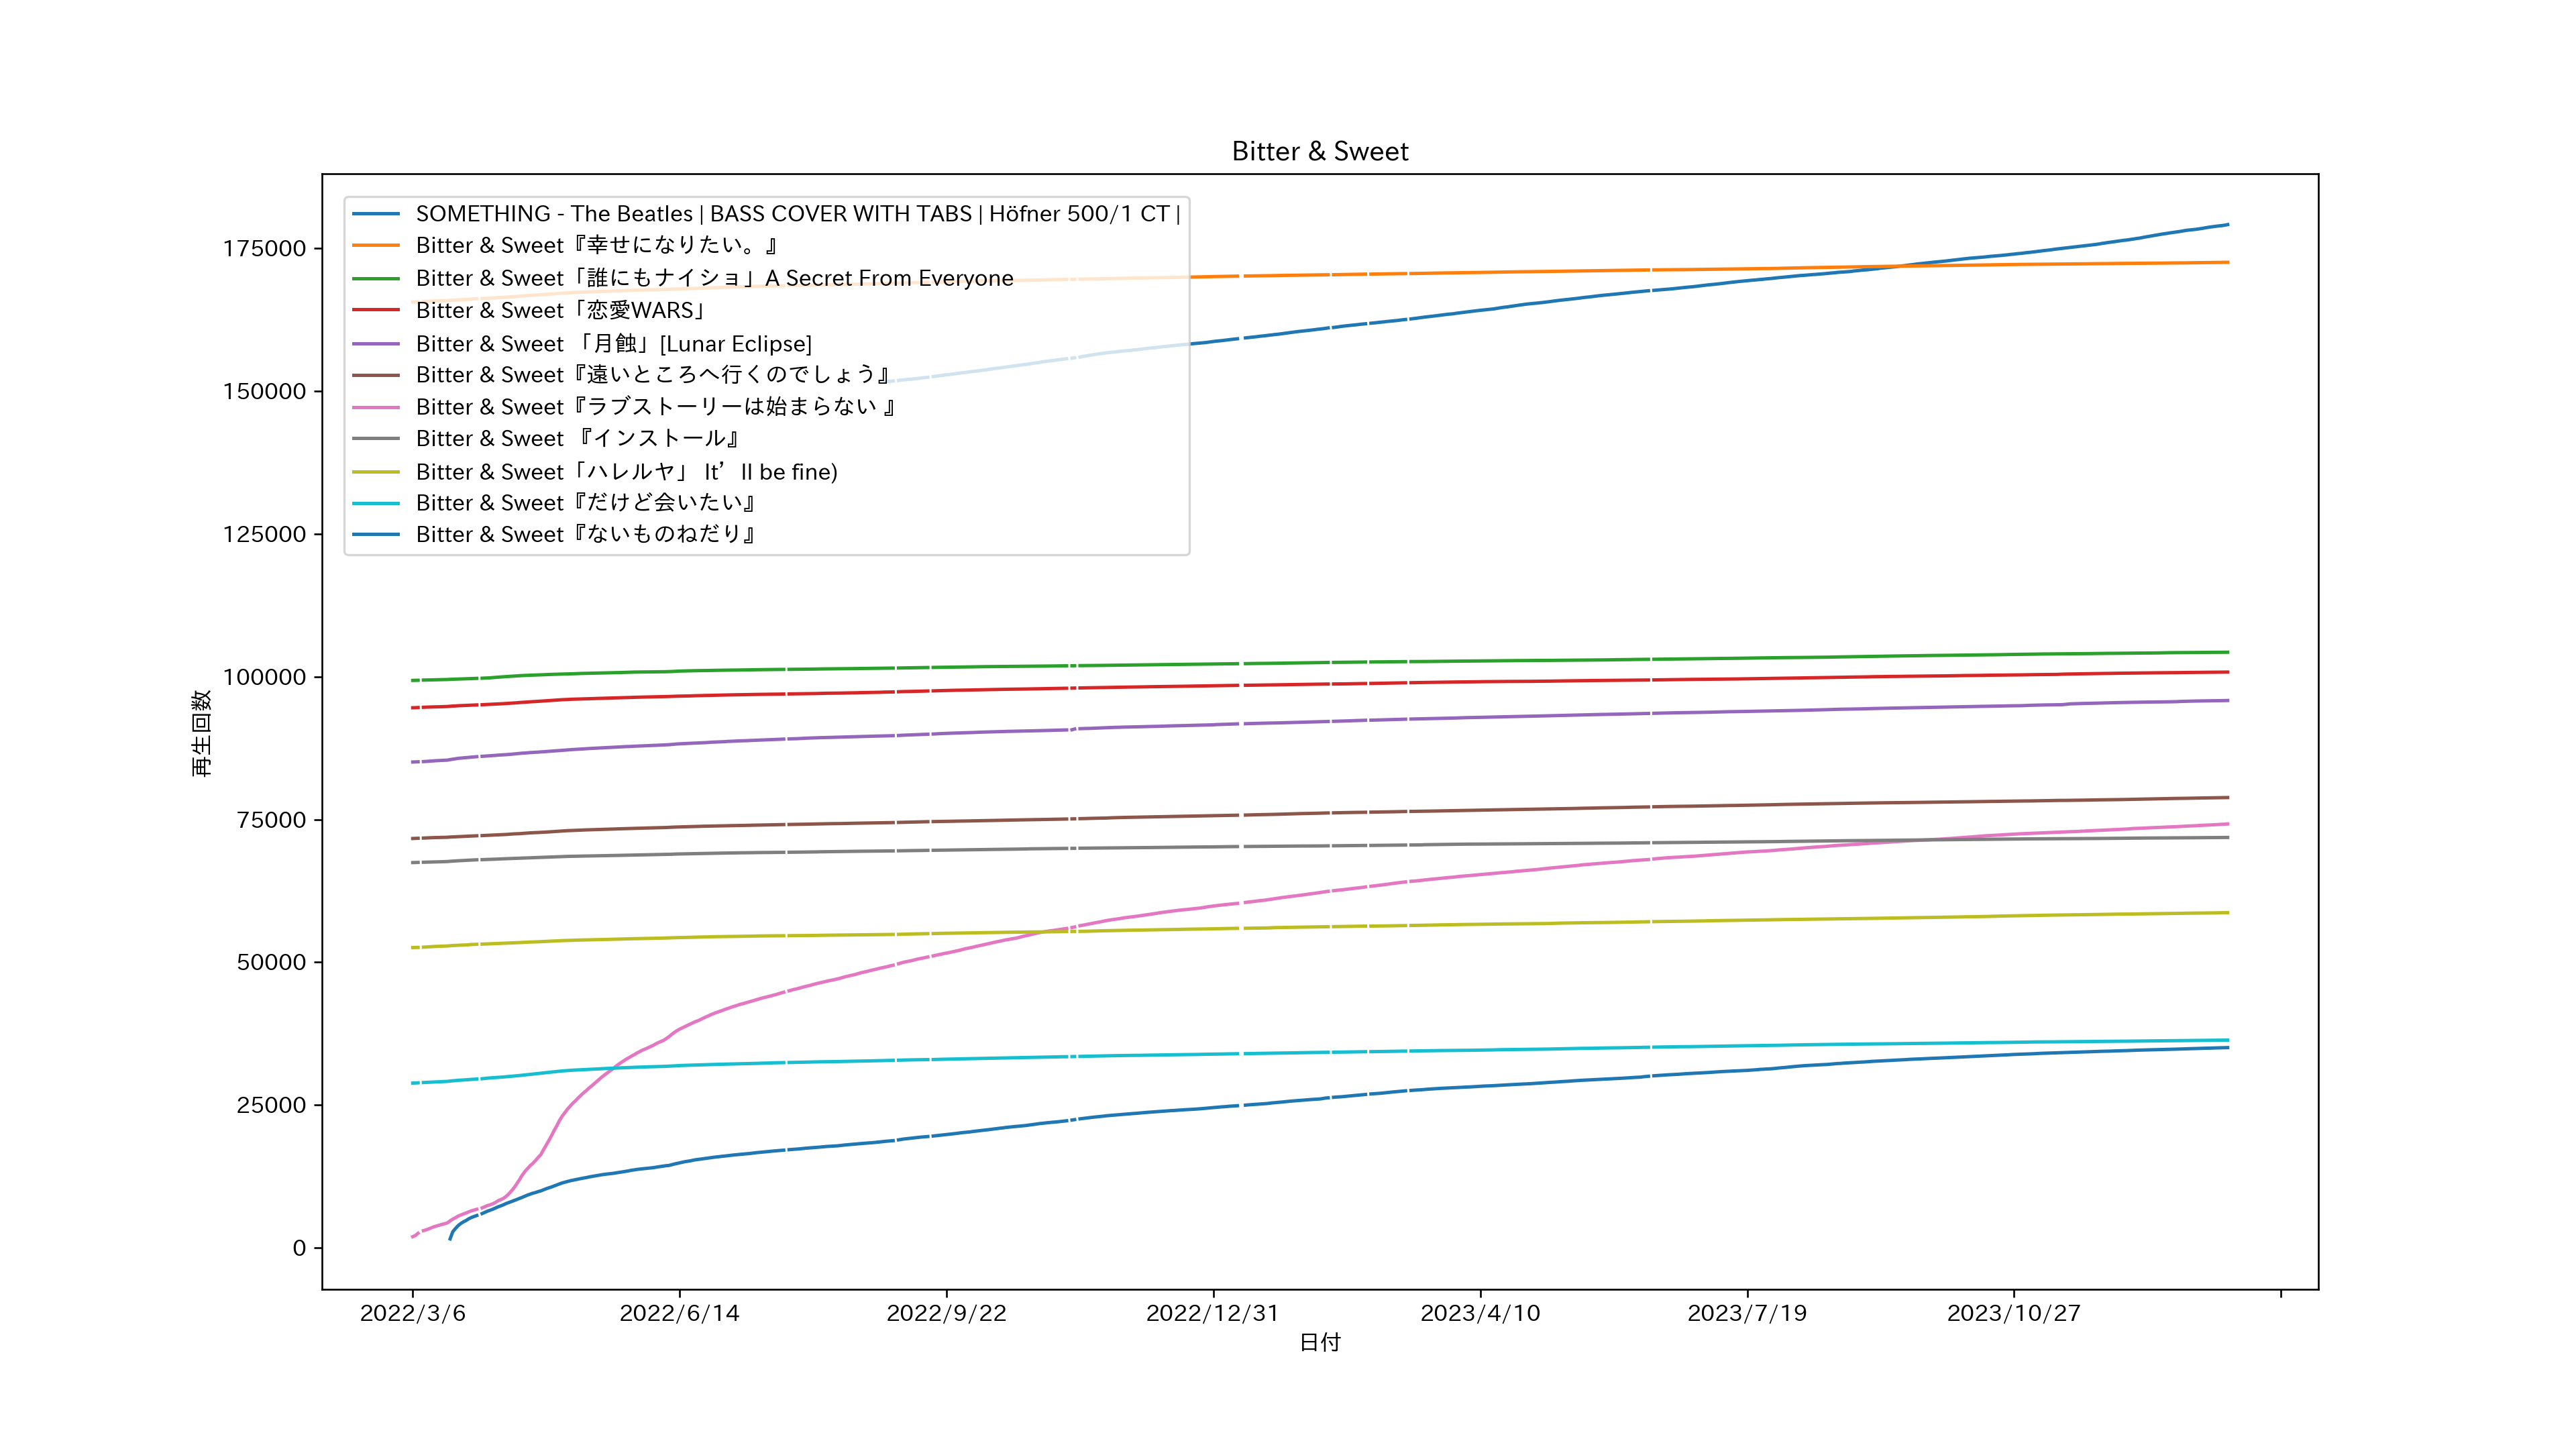 Bitter & Sweet
SOMETHING - The Beatles | BASS COVER WITH TABS | Höfner 500/1 CT |
Bitter & Sweet『幸せになりたい。』
Bitter & Sweet「誰にもナイショ」A Secret From Everyone
Bitter & Sweet「恋愛WARS」
Bitter & Sweet 「月蝕」[Lunar Eclipse]
Bitter & Sweet『遠いところへ行くのでしょう』
Bitter & Sweet『ラブストーリーは始まらない 』
Bitter & Sweet 『インストール』
Bitter & Sweet「ハレルヤ」 It’ll be fine)
Bitter & Sweet『だけど会いたい』
Bitter & Sweet『ないものねだり』
175000
150000
125000
100000
75000
50000
25000
0
再生回数
2022/3/6
2022/6/14
2022/9/22
2022/12/31
2023/4/10
2023/7/19
2023/10/27
日付